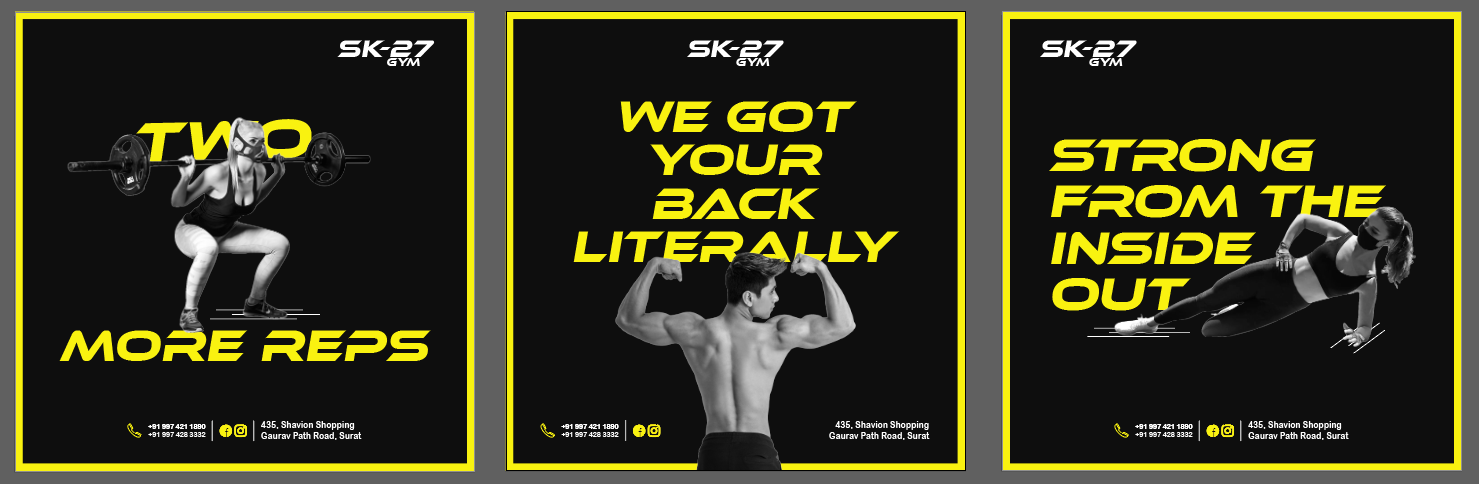 SK-27
GYM
TWO
MORE REPS
+91 997 421 1890
+91 997 428 3332
435, Shavion Shopping
Gaurav Path Road, Surat
SK-27
GYM
WE GOT
YOUR
BACK
LITERALLY
+91 997 421 1890
+91 997 428 3332
435, Shavion Shopping
Gaurav Path Road, Surat
SK-27
GYM
STRONG
FROM THE
INSIDE
OUT
+91 997 421 1890
+91 997 428 3332
435, Shavion Shopping
Gaurav Path Road, Surat